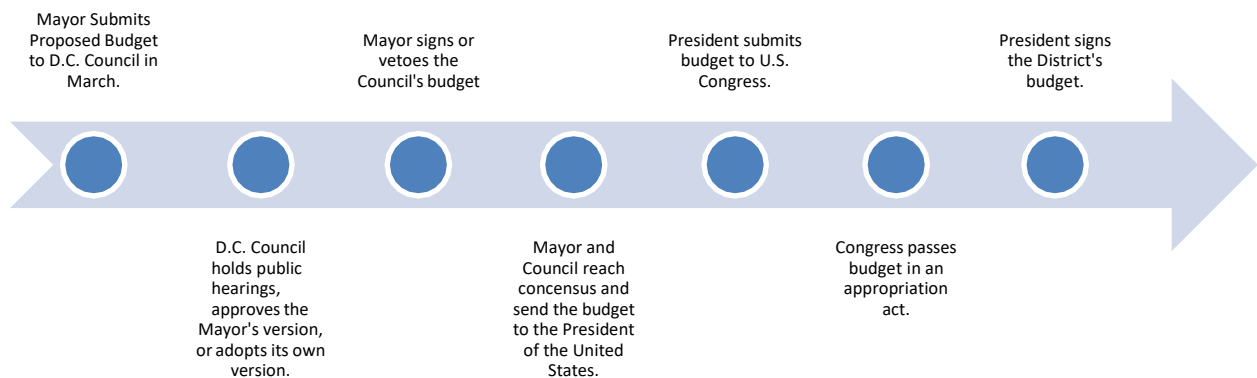 Mayor Submits
Proposed Budget
to D.C. Council in
March.
D.C. Council
holds public
hearings,
approves the
Mayor's version,
or adopts its own
version.
Mayor signs or
vetoes the
Council's budget
Mayor and
Council reach
concensus and
send the budget
to the President
of the United
States.
President submits
budget to U.S.
Congress.
Congress passes
budget in an
appropriation
act.
President signs
the District's
budget.